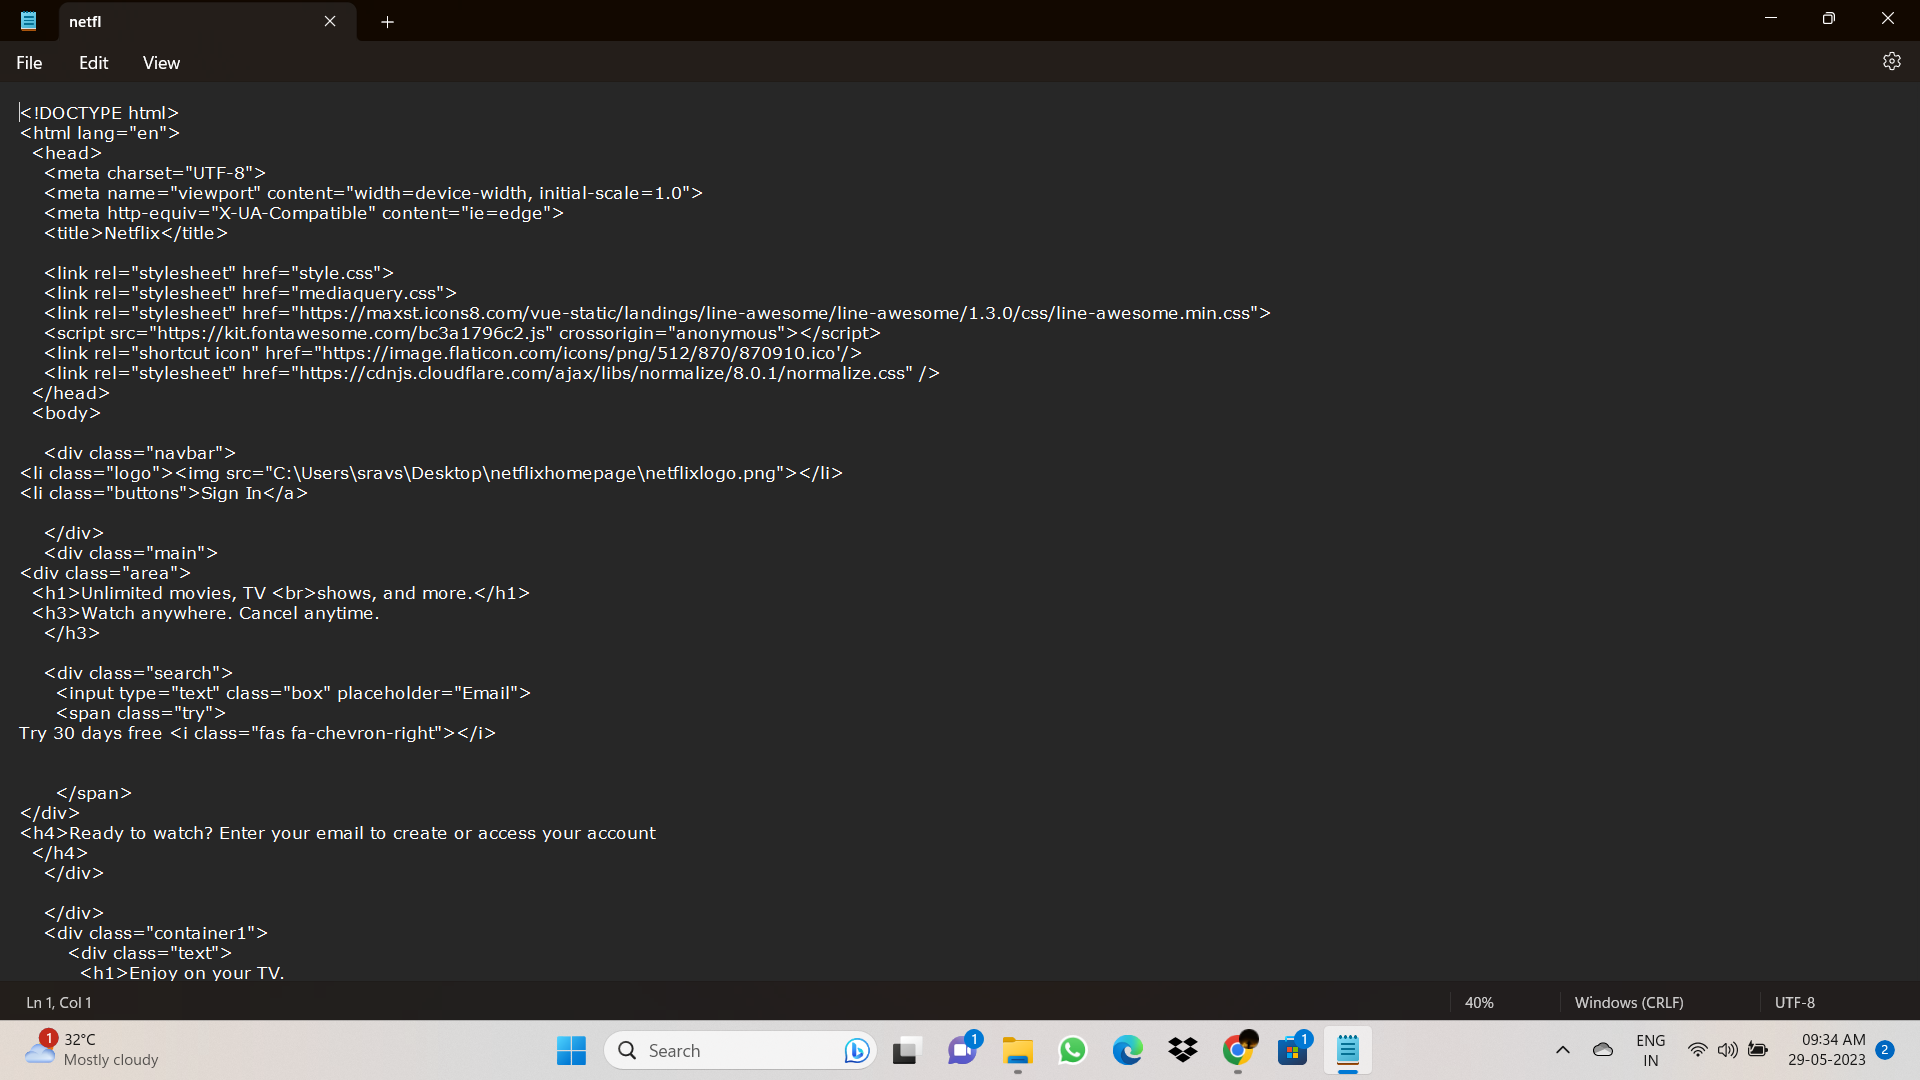 netfl
File Edit View
<!DOCTYPE html>
<html lang="en">
<head>
<meta charset="UTF-8">
<meta name="viewport" content="width=device-width, initial-scale=1.0">
<meta http-equiv="X-UA-Compatible" content="ie=edge">
<title>Netflix</title>
<link rel="stylesheet" href="style.css">
<link rel="stylesheet" href="mediaquery.css">
<link rel="stylesheet" href="https://maxst.icons8.com/vue-static/landings/line-awesome/line-awesome/1.3.0/css/line-awesome.min.css">
<script src="https://kit.fontawesome.com/bc3a1796c2.js" crossorigin="anonymous"></script>
<link rel="shortcut icon" href="https://image.flaticon.com/icons/png/512/870/870910.ico'/>
<link rel="stylesheet" href="https://cdnjs.cloudflare.com/ajax/libs/normalize/8.0.1/normalize.css" />
</head>
<body>
<div class="navbar">
<li class="logo"><img src="C:\Users\sravs\Desktop\netflixhomepage\netflixlogo.png"></li>
<li class="buttons">Sign In</a>
</div>
<div class="main">
<div class="area">
<h1>Unlimited movies, TV <br>shows, and more.</h1>
<h3>Watch anywhere. Cancel anytime.
</h3>
<div class="search">
<input type="text" class="box" placeholder="Email">
<span class="try">
Try 30 days free <i class="fas fa-chevron-right"></i>
</span>
</div>
<h4>Ready to watch? Enter your email to create or access your account
</h4>
</div>
</div>
<div class="container1">
<div class="text">
<h1>Enjoy on your TV.
Ln 1, Col 1 40% Windows (CRLF) UTF-8
1 32°C
Mostly cloudy
Search
1
1
ENG
IN
09:34 AM
29-05-2023
2